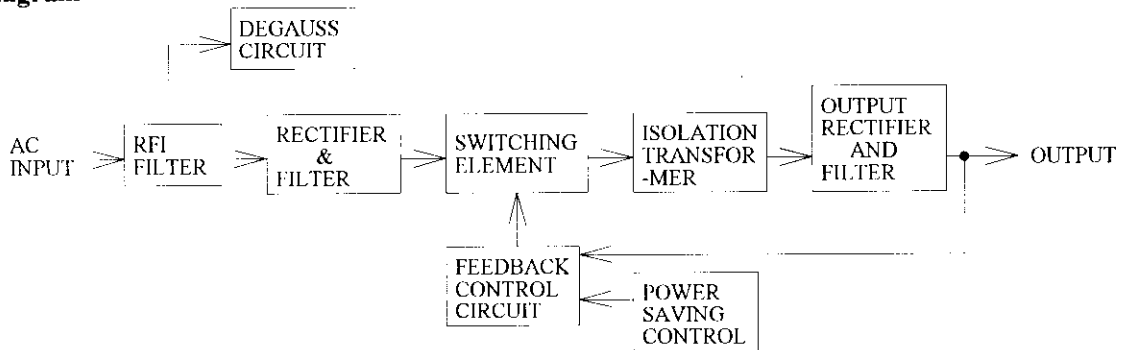 DEGAUSS
CIRCUIT
AC
INPUT
RFI
FILTER
RECTIFIER
&
FILTER
SWITCHING
ELEMENT
ISOLATION
TRANSFOR
-MER
OUTPUT
RECTIFIER
AND
FILTER
OUTPUT
FEEDBACK
CONTROL
CIRCUIT
POWER
SAVING
CONTROL